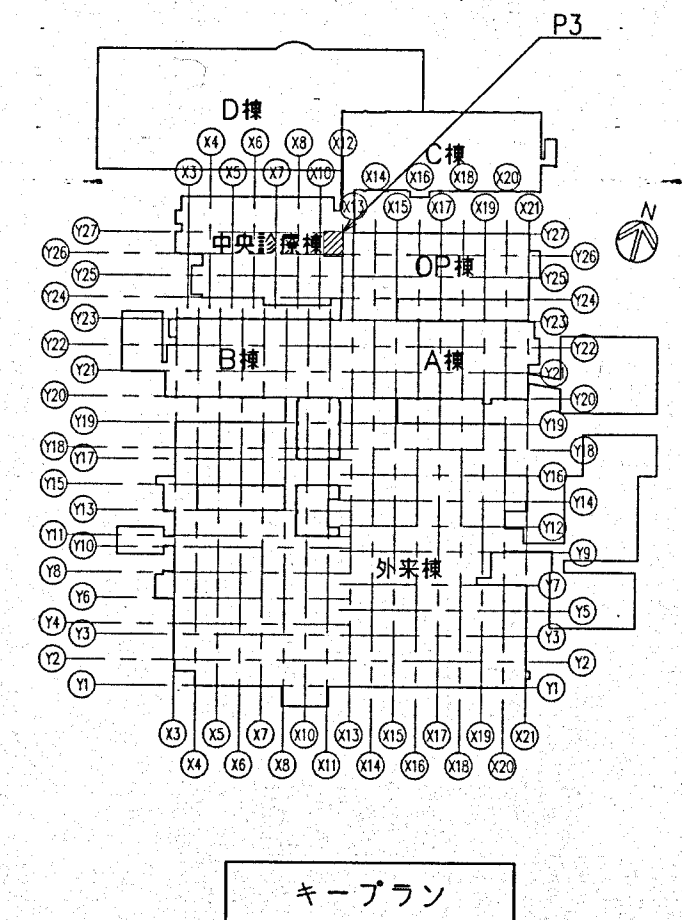 P3
D棟
C棟
X4 X6 X8 X12
X3 X5 X7 X10
X14 X16 X18 X20
X13 X15 X17 X19 X21
N
Y27 中央診療棟 Y27
Y26 OP棟 Y26
Y25 Y25
Y24 Y24
Y23 Y23
Y22 B棟 A棟 Y22
Y21 Y21
Y20 Y20
Y19 Y19
Y18 Y18
Y17
Y16
Y15
Y14
Y13
Y12
Y11
Y10
Y9
Y8 外来棟
Y7
Y6
Y5
Y4
Y3 Y3
Y2 Y2
Y1 Y1
X3 X5 X7 X10 X13 X15 X17 X19 X21
X4 X6 X8 X11 X14 X16 X18 X20
キープラン